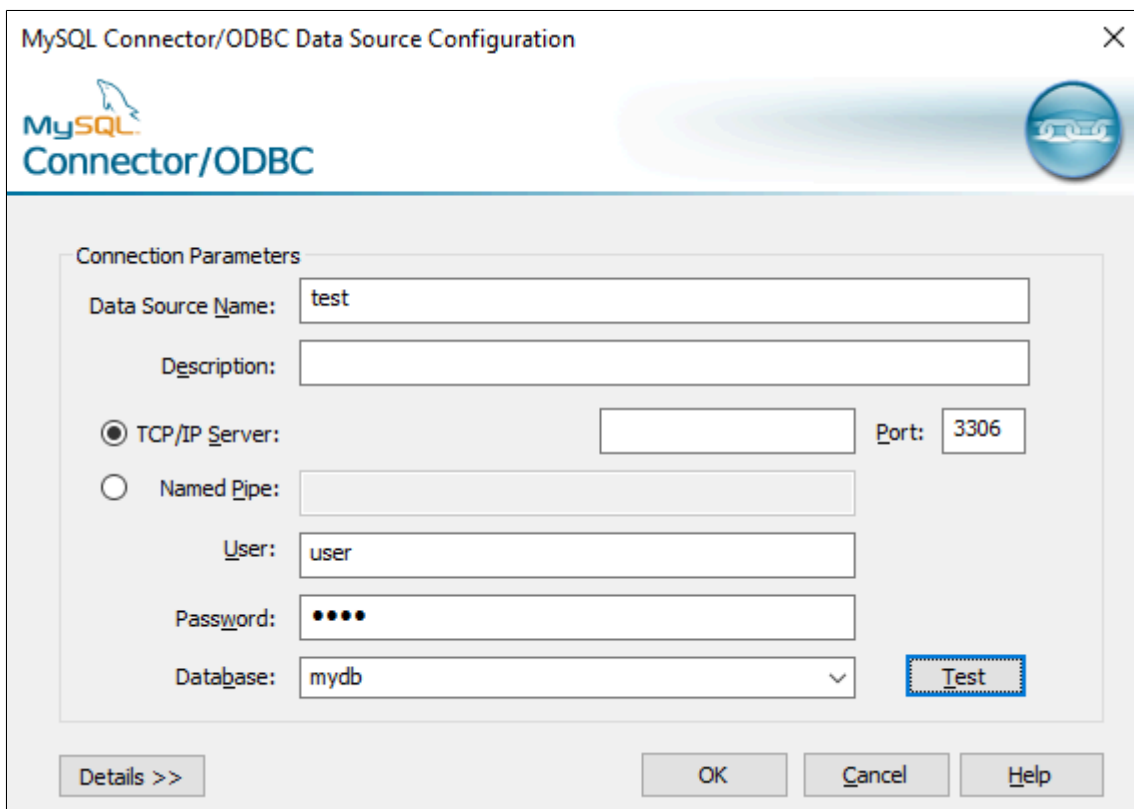 MySQL Connector/ODBC Data Source Configuration
MySQL
Connector/ODBC
Connection Parameters
Data Source Name: test
Description:
TCP/IP Server: Port: 3306
Named Pipe:
User: user
Password: ••••
Database: mydb Test
Details >> OK Cancel Help